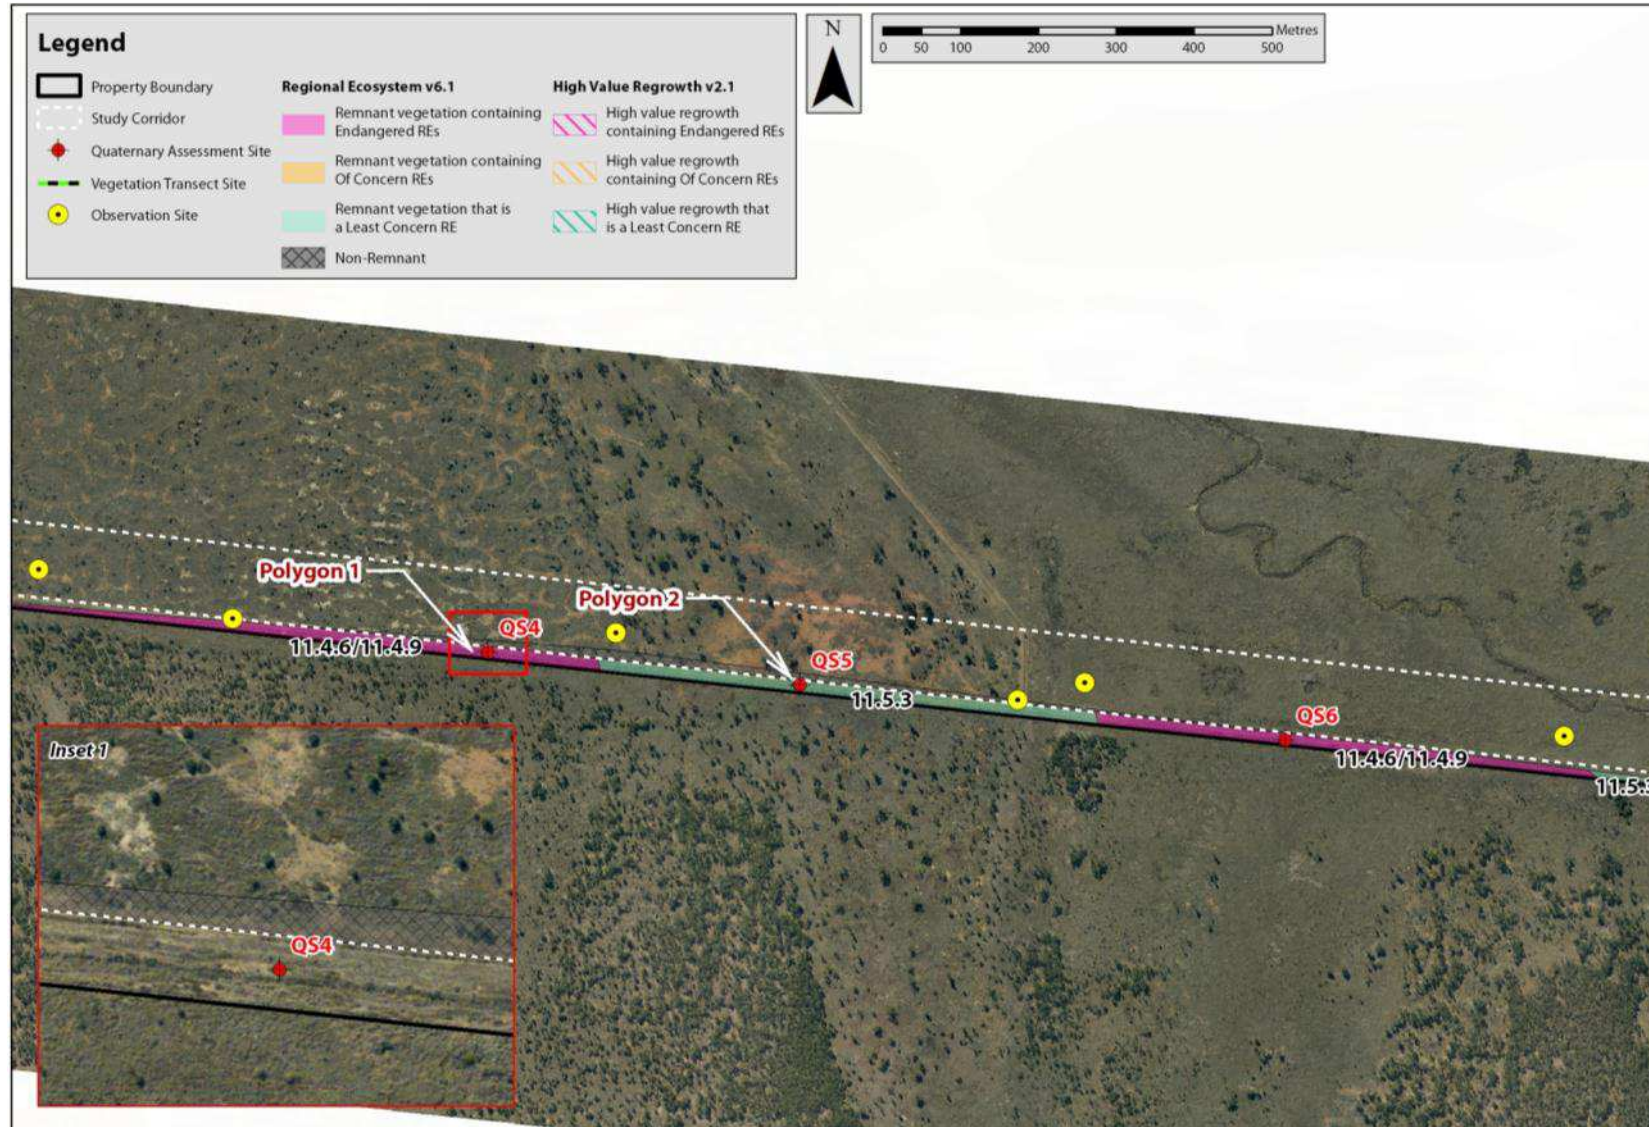 Legend
Property Boundary
Study Corridor
Quaternary Assessment Site
Vegetation Transect Site
Observation Site
Regional Ecosystem v6.1
Remnant vegetation containing
Endangered REs
Remnant vegetation containing
Of Concern REs
Remnant vegetation that is
a Least Concern RE
Non-Remnant
High Value Regrowth v2.1
High value regrowth
containing Endangered REs
High value regrowth
containing Of Concern REs
High value regrowth that
is a Least Concern RE
N
Metres
0 50 100 200 300 400 500
Polygon 1
QS4
11.4.6/11.4.9
Polygon 2
QS5
11.5.3
QS6
11.4.6/11.4.9
11.5.3
Inset 1
QS4